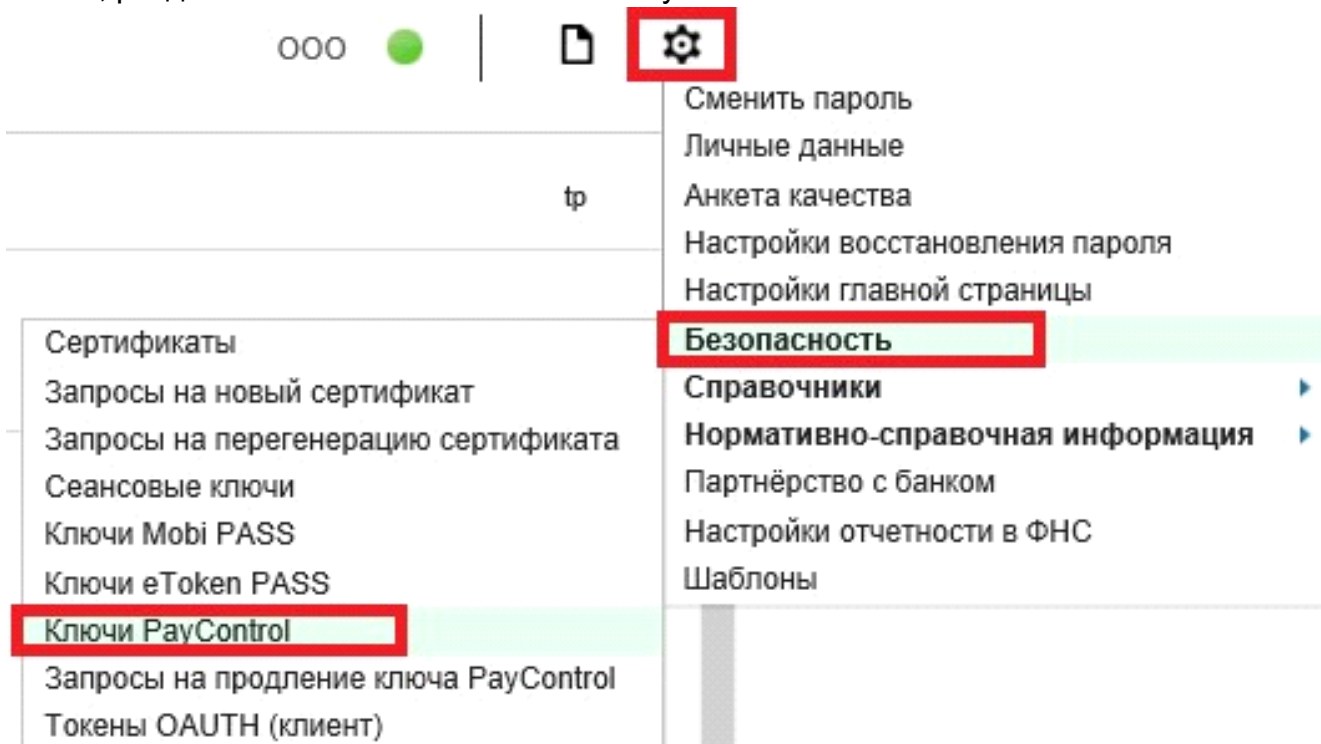 ООО
Сменить пароль
Личные данные
tp
Анкета качества
Настройки восстановления пароля
Настройки главной страницы
Безопасность
Справочники
Нормативно-справочная информация
Партнёрство с банком
Настройки отчетности в ФНС
Шаблоны
Сертификаты
Запросы на новый сертификат
Запросы на перегенерацию сертификата
Сеансовые ключи
Ключи Mobi PASS
Ключи eToken PASS
Ключи PayControl
Запросы на продление ключа PayControl
Токены OAUTH (клиент)